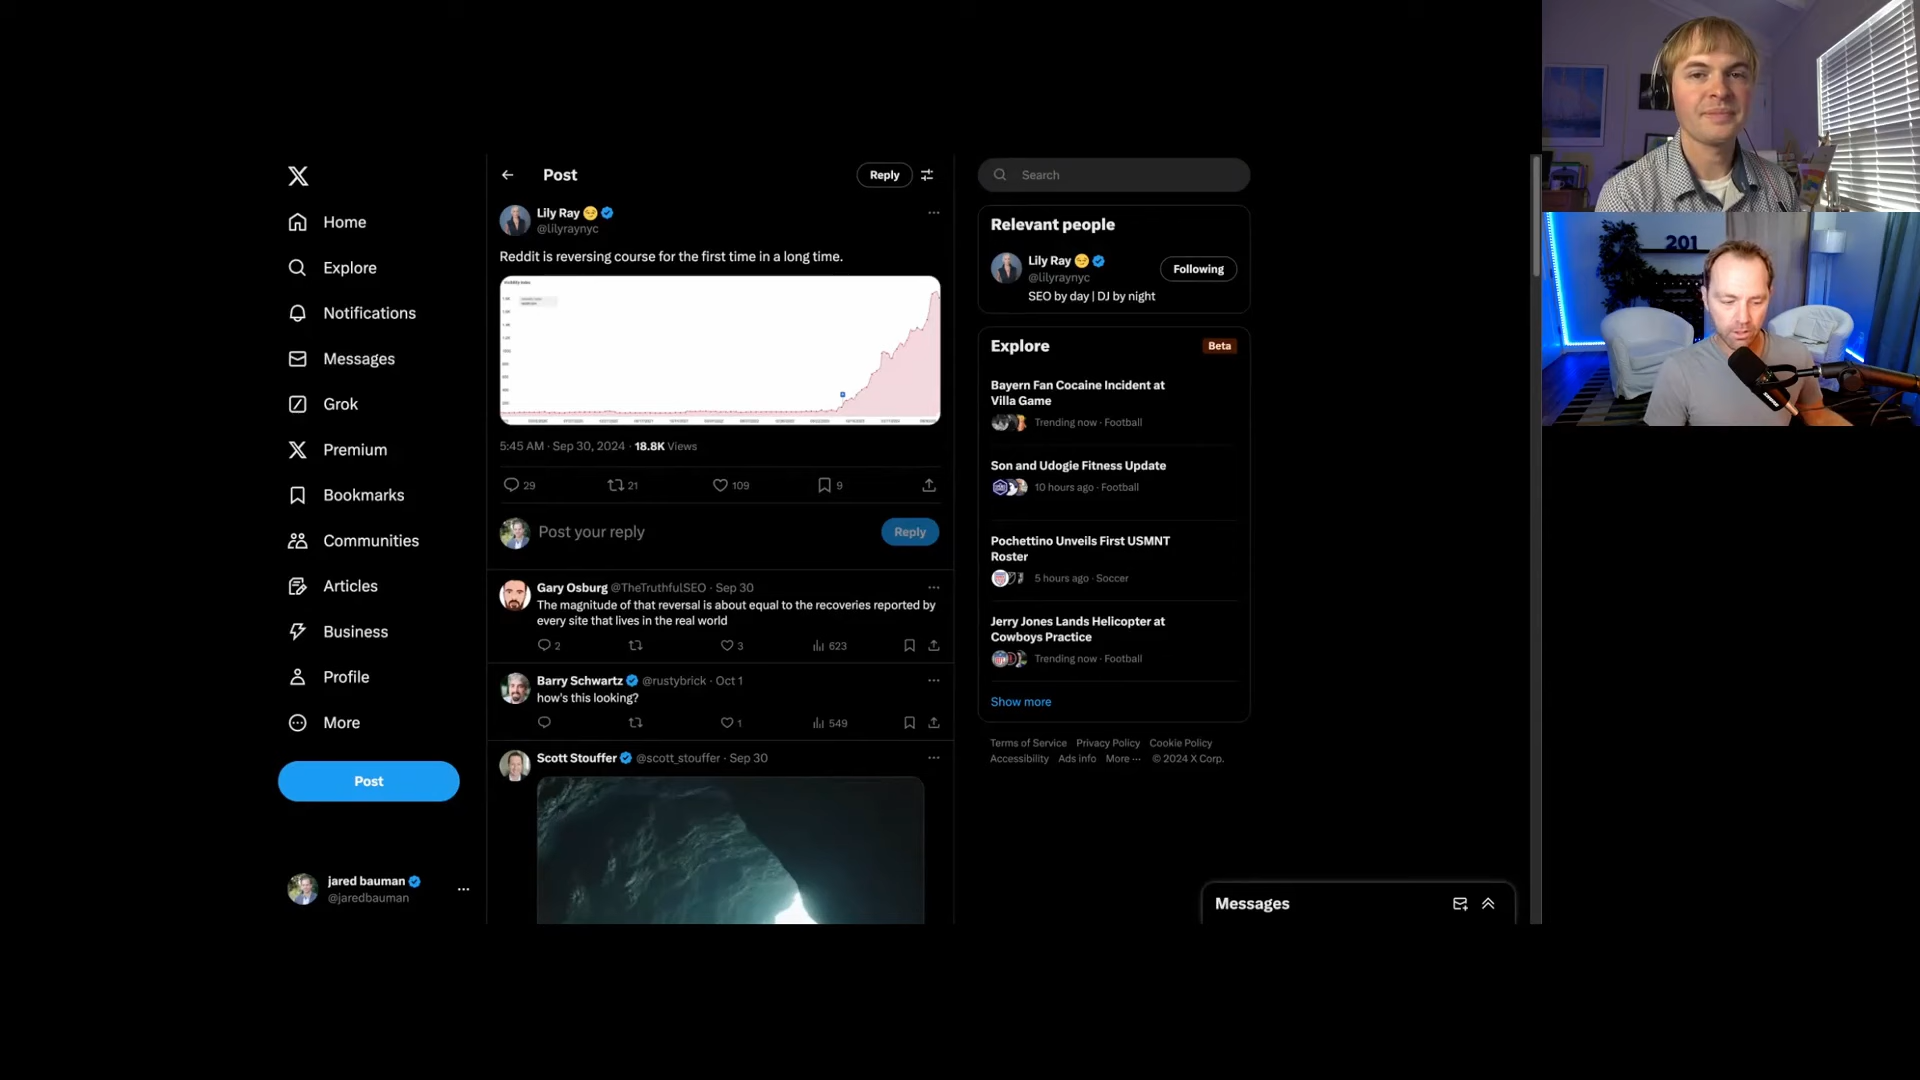 Home
Explore
Notifications
Messages
Grok
Premium
Bookmarks
Communities
Articles
Business
Profile
More
Post
jared bauman
@jaredbauman
Post
Reply
Lily Ray 😏
@lilyraynyc
Reddit is reversing course for the first time in a long time.
5:45 AM · Sep 30, 2024 · 18.8K Views
29 21 109 9
Post your reply
Reply
Gary Osburg @TheTruthfulSEO · Sep 30
The magnitude of that reversal is about equal to the recoveries reported by
every site that lives in the real world
2 3 623
Barry Schwartz @rustybrick · Oct 1
how's this looking?
1 549
Scott Stouffer @scott_stouffer · Sep 30
Search
Relevant people
Lily Ray 😏
@lilyraynyc
Following
SEO by day | DJ by night
Explore
Beta
Bayern Fan Cocaine Incident at
Villa Game
Trending now · Football
Son and Udogie Fitness Update
10 hours ago · Football
Pochettino Unveils First USMNT
Roster
5 hours ago · Soccer
Jerry Jones Lands Helicopter at
Cowboys Practice
Trending now · Football
Show more
Terms of Service Privacy Policy Cookie Policy
Accessibility Ads info More ··· © 2024 X Corp.
Messages
201